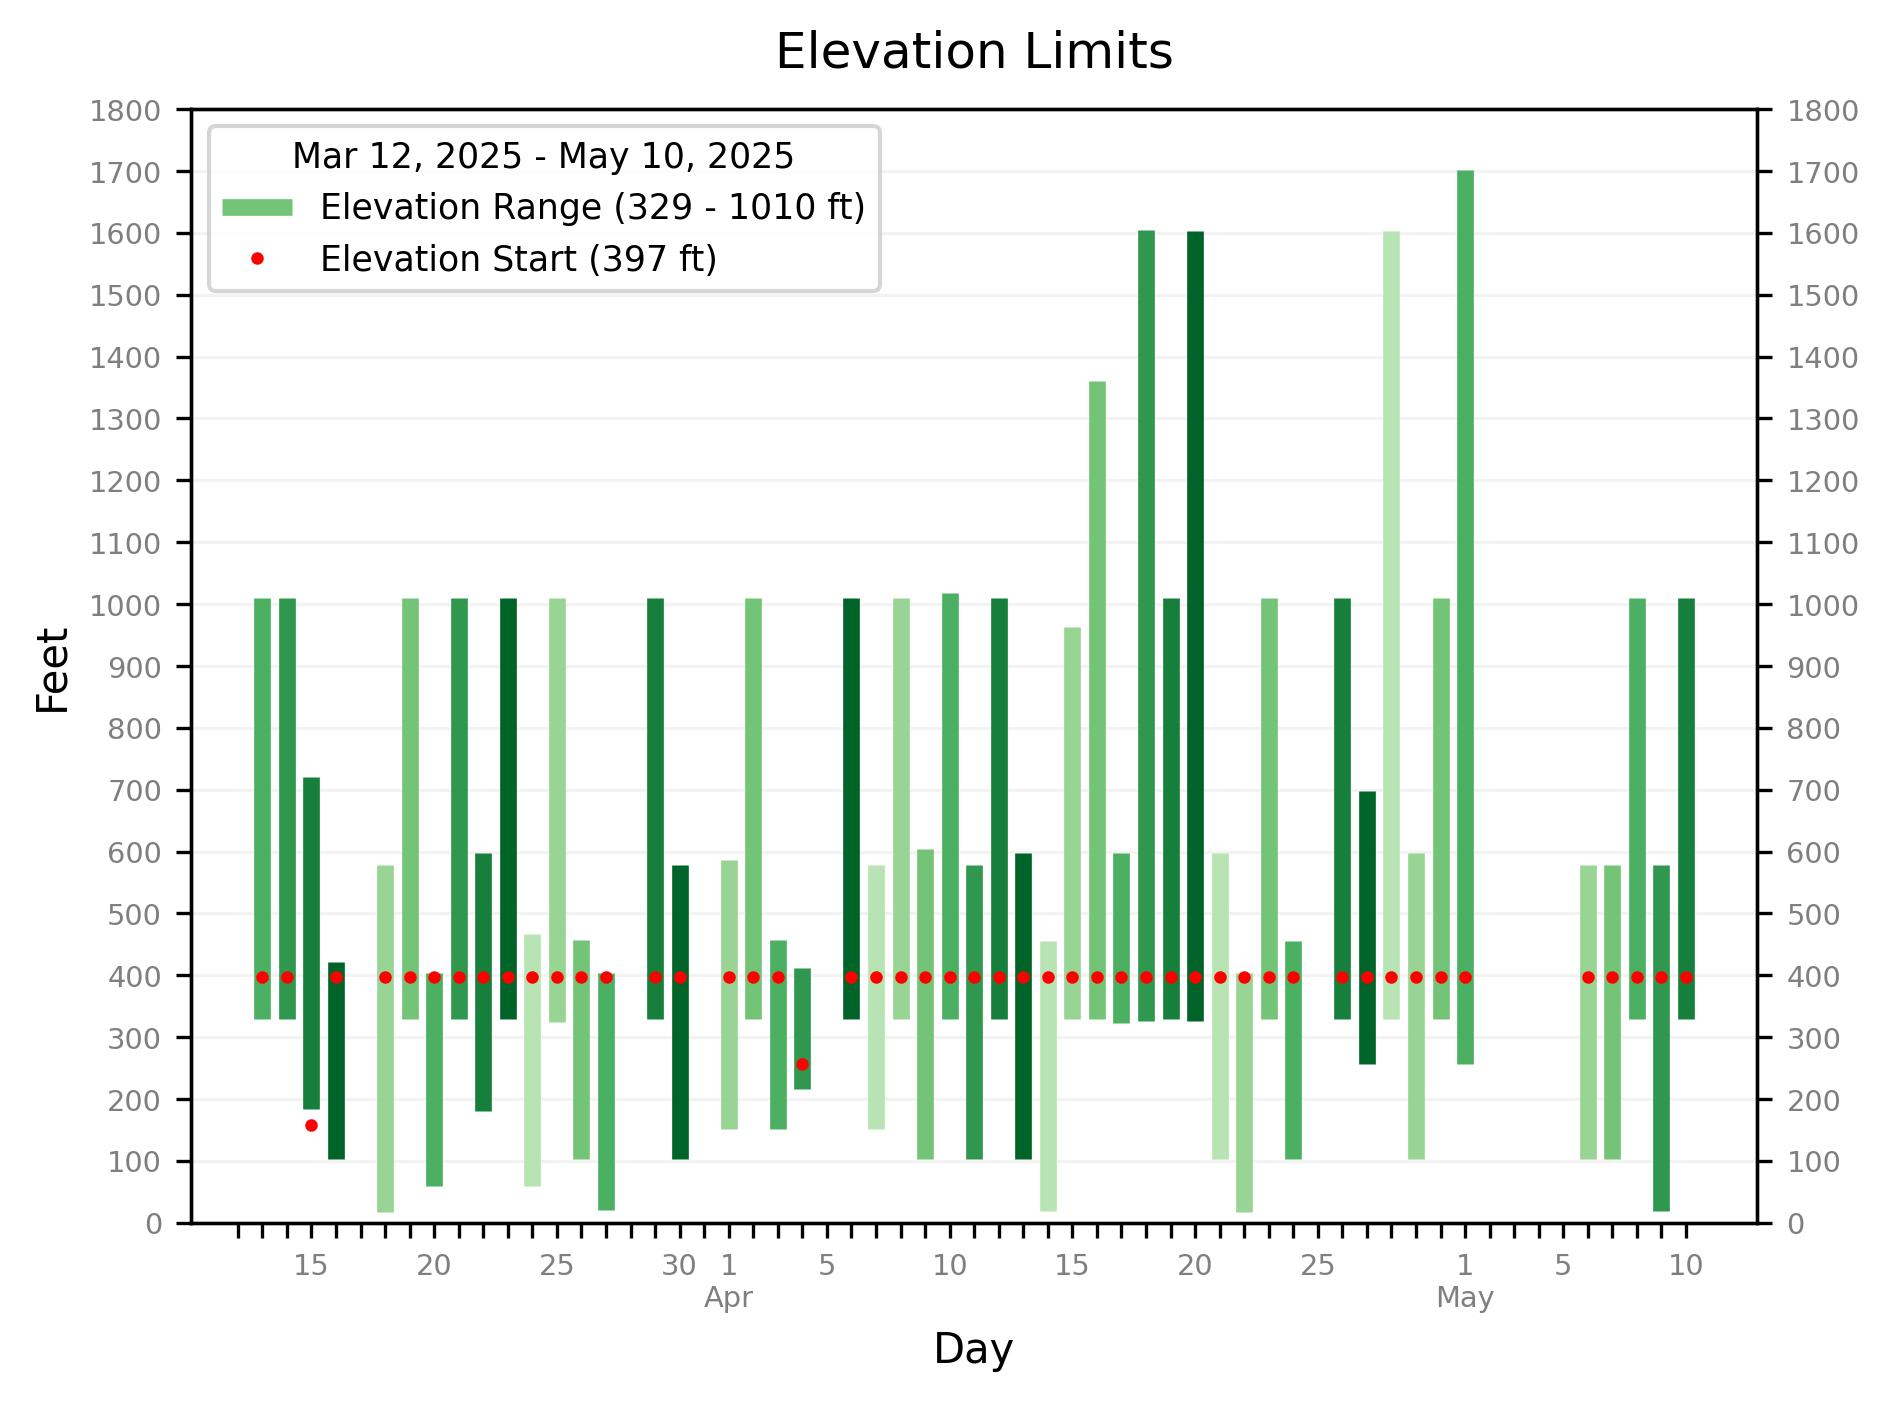 Elevation Limits
Mar 12, 2025 - May 10, 2025
Elevation Range (329 - 1010 ft)
Elevation Start (397 ft)
1800 1800
1700 1700
1600 1600
1500 1500
1400 1400
1300 1300
1200 1200
1100 1100
1000 1000
900 900
800 800
700 700
600 600
500 500
400 400
300 300
200 200
100 100
0 0
Feet
15 20 25 30 1 5 10 15 20 25 1 5 10
Apr May
Day